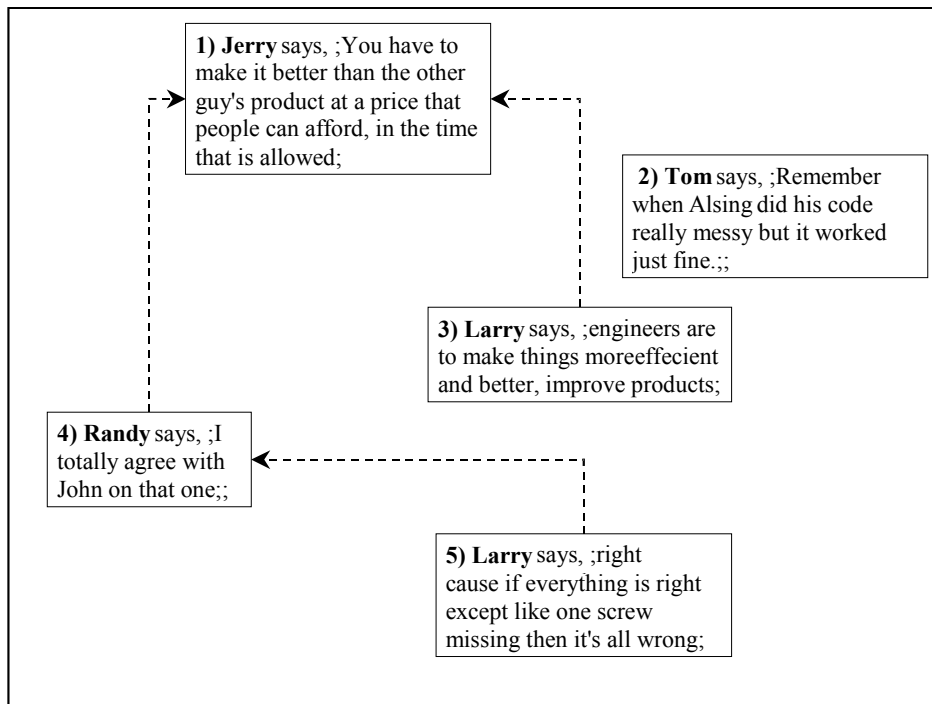 1) Jerry says, ;You have to
make it better than the other
guy's product at a price that
people can afford, in the time
that is allowed;
2) Tom says, ;Remember
when Alsing did his code
really messy but it worked
just fine.;;
3) Larry says, ;engineers are
to make things moreeffecient
and better, improve products;
4) Randy says, ;I
totally agree with
John on that one;;
5) Larry says, ;right
cause if everything is right
except like one screw
missing then it's all wrong;